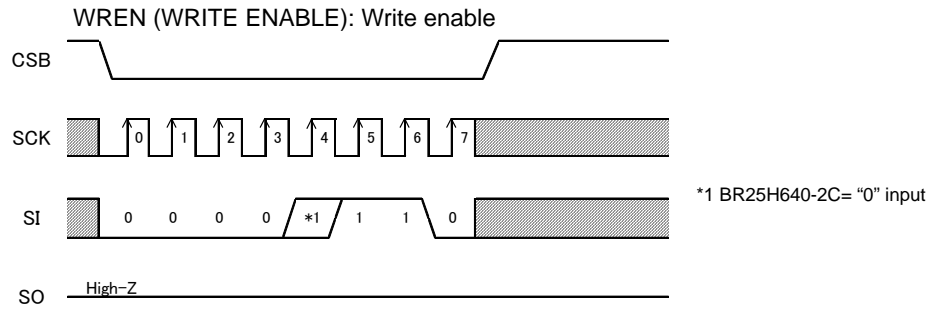 WREN (WRITE ENABLE): Write enable
CSB
SCK 0 1 2 3 4 5 6 7
*1 BR25H640-2C= “0” input
SI 0 0 0 0 *1 1 1 0
High-Z
SO